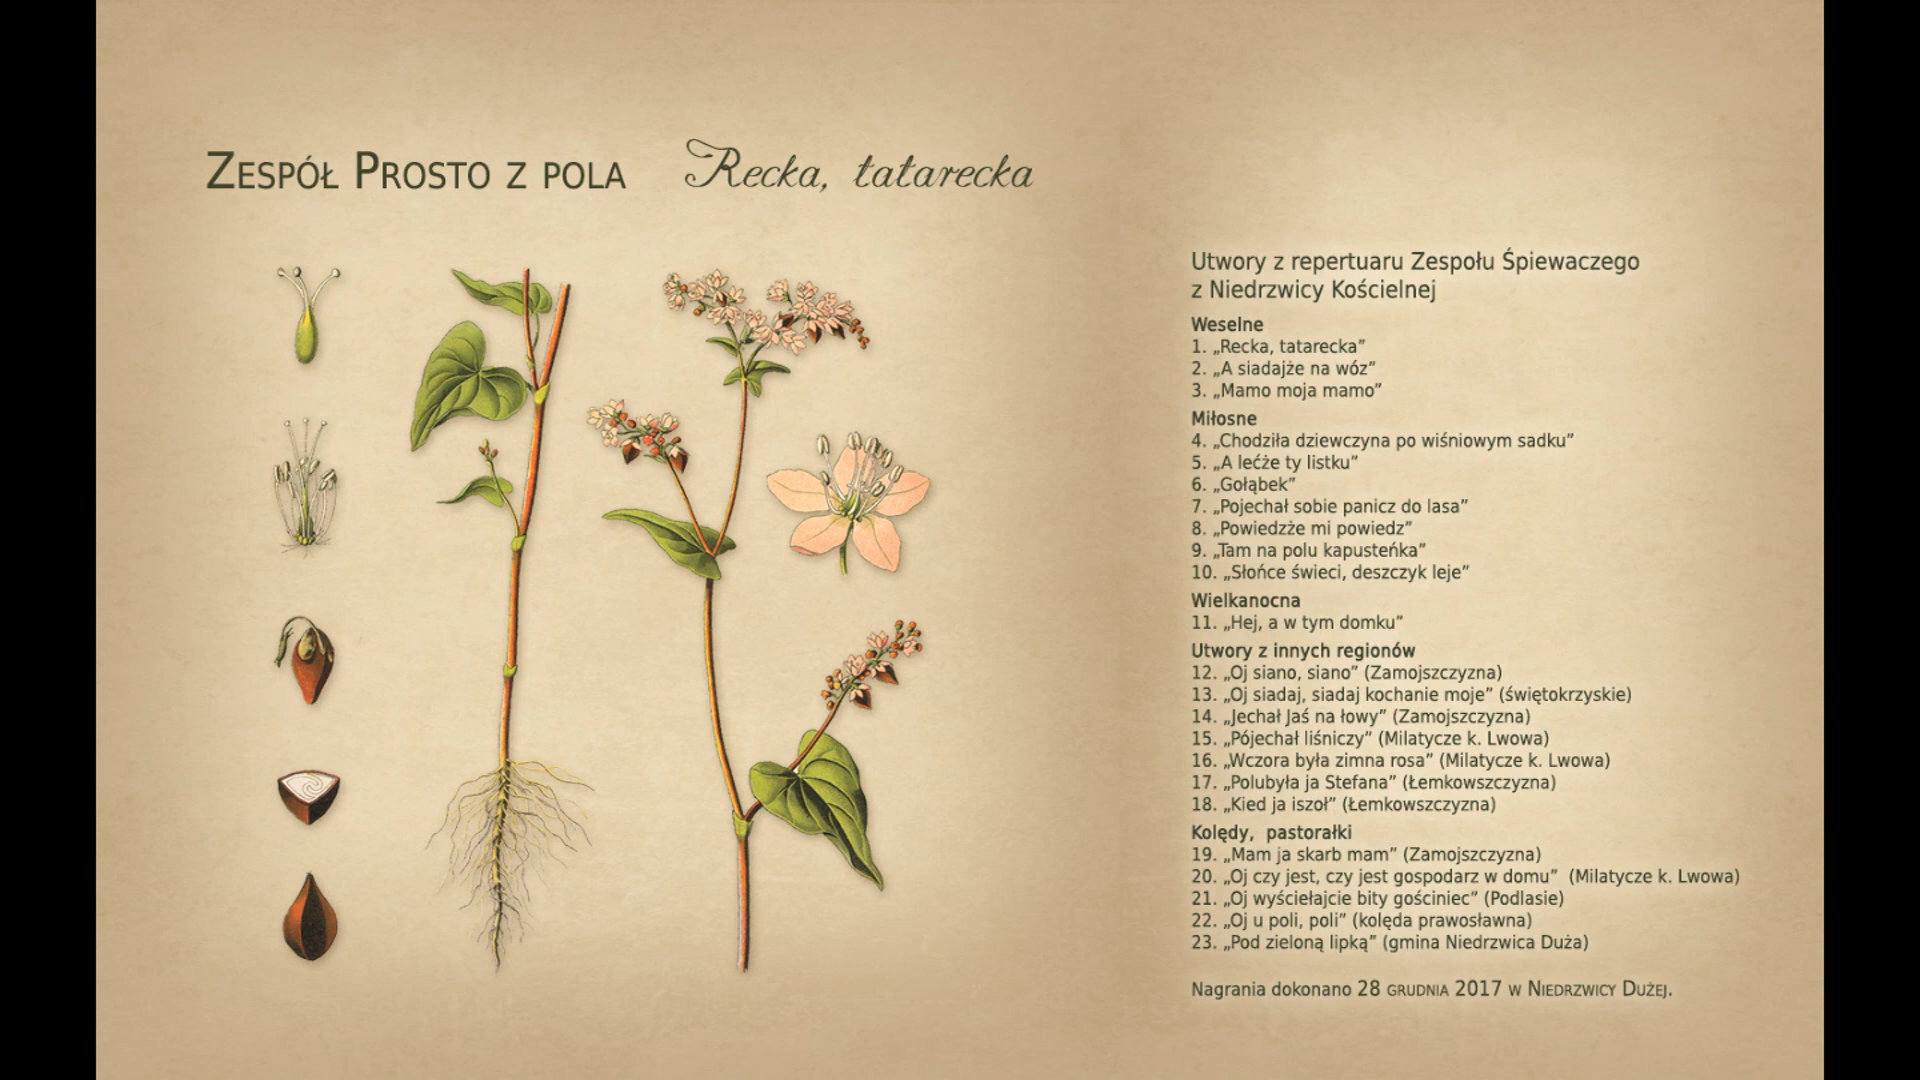 Zespół Prosto z pola Recka, tatarecka
Utwory z repertuaru Zespołu Śpiewaczego
z Niedrzwicy Kościelnej
Weselne
1. „Recka, tatarecka”
2. „A siadajże na wóz”
3. „Mamo moja mamo”
Miłosne
4. „Chodziła dziewczyna po wiśniowym sadku”
5. „A lećże ty listku”
6. „Gołąbek”
7. „Pojechał sobie panicz do lasa”
8. „Powiedzże mi powiedz”
9. „Tam na polu kapusteńka”
10. „Słońce świeci, deszczyk leje”
Wielkanocna
11. „Hej, a w tym domku”
Utwory z innych regionów
12. „Oj siano, siano” (Zamojszczyzna)
13. „Oj siadaj, siadaj kochanie moje” (świętokrzyskie)
14. „Jechał Jaś na łowy” (Zamojszczyzna)
15. „Pójechał liśniczy” (Milatycze k. Lwowa)
16. „Wczora była zimna rosa” (Milatycze k. Lwowa)
17. „Polubyła ja Stefana” (Łemkowszczyzna)
18. „Kied ja iszoł” (Łemkowszczyzna)
Kolędy, pastorałki
19. „Mam ja skarb mam” (Zamojszczyzna)
20. „Oj czy jest, czy jest gospodarz w domu” (Milatycze k. Lwowa)
21. „Oj wyściełajcie bity gościniec” (Podlasie)
22. „Oj u poli, poli” (kolęda prawosławna)
23. „Pod zieloną lipką” (gmina Niedrzwica Duża)
Nagrania dokonano 28 grudnia 2017 w Niedrzwicy Dużej.